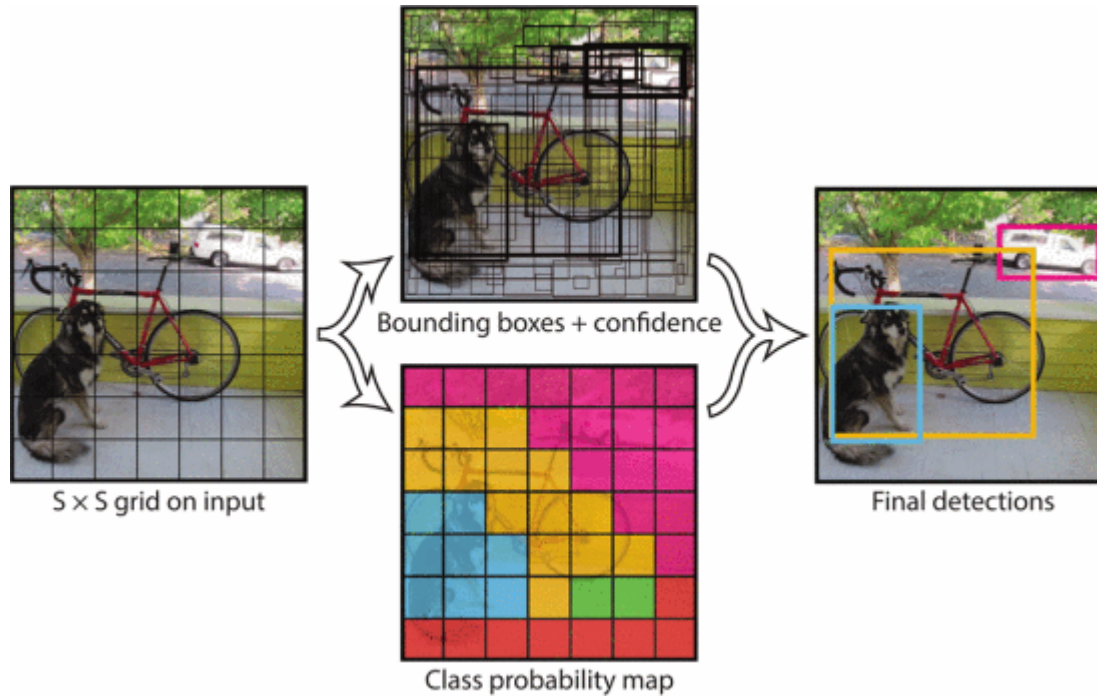 Bounding boxes + confidence
S × S grid on input
Final detections
Class probability map